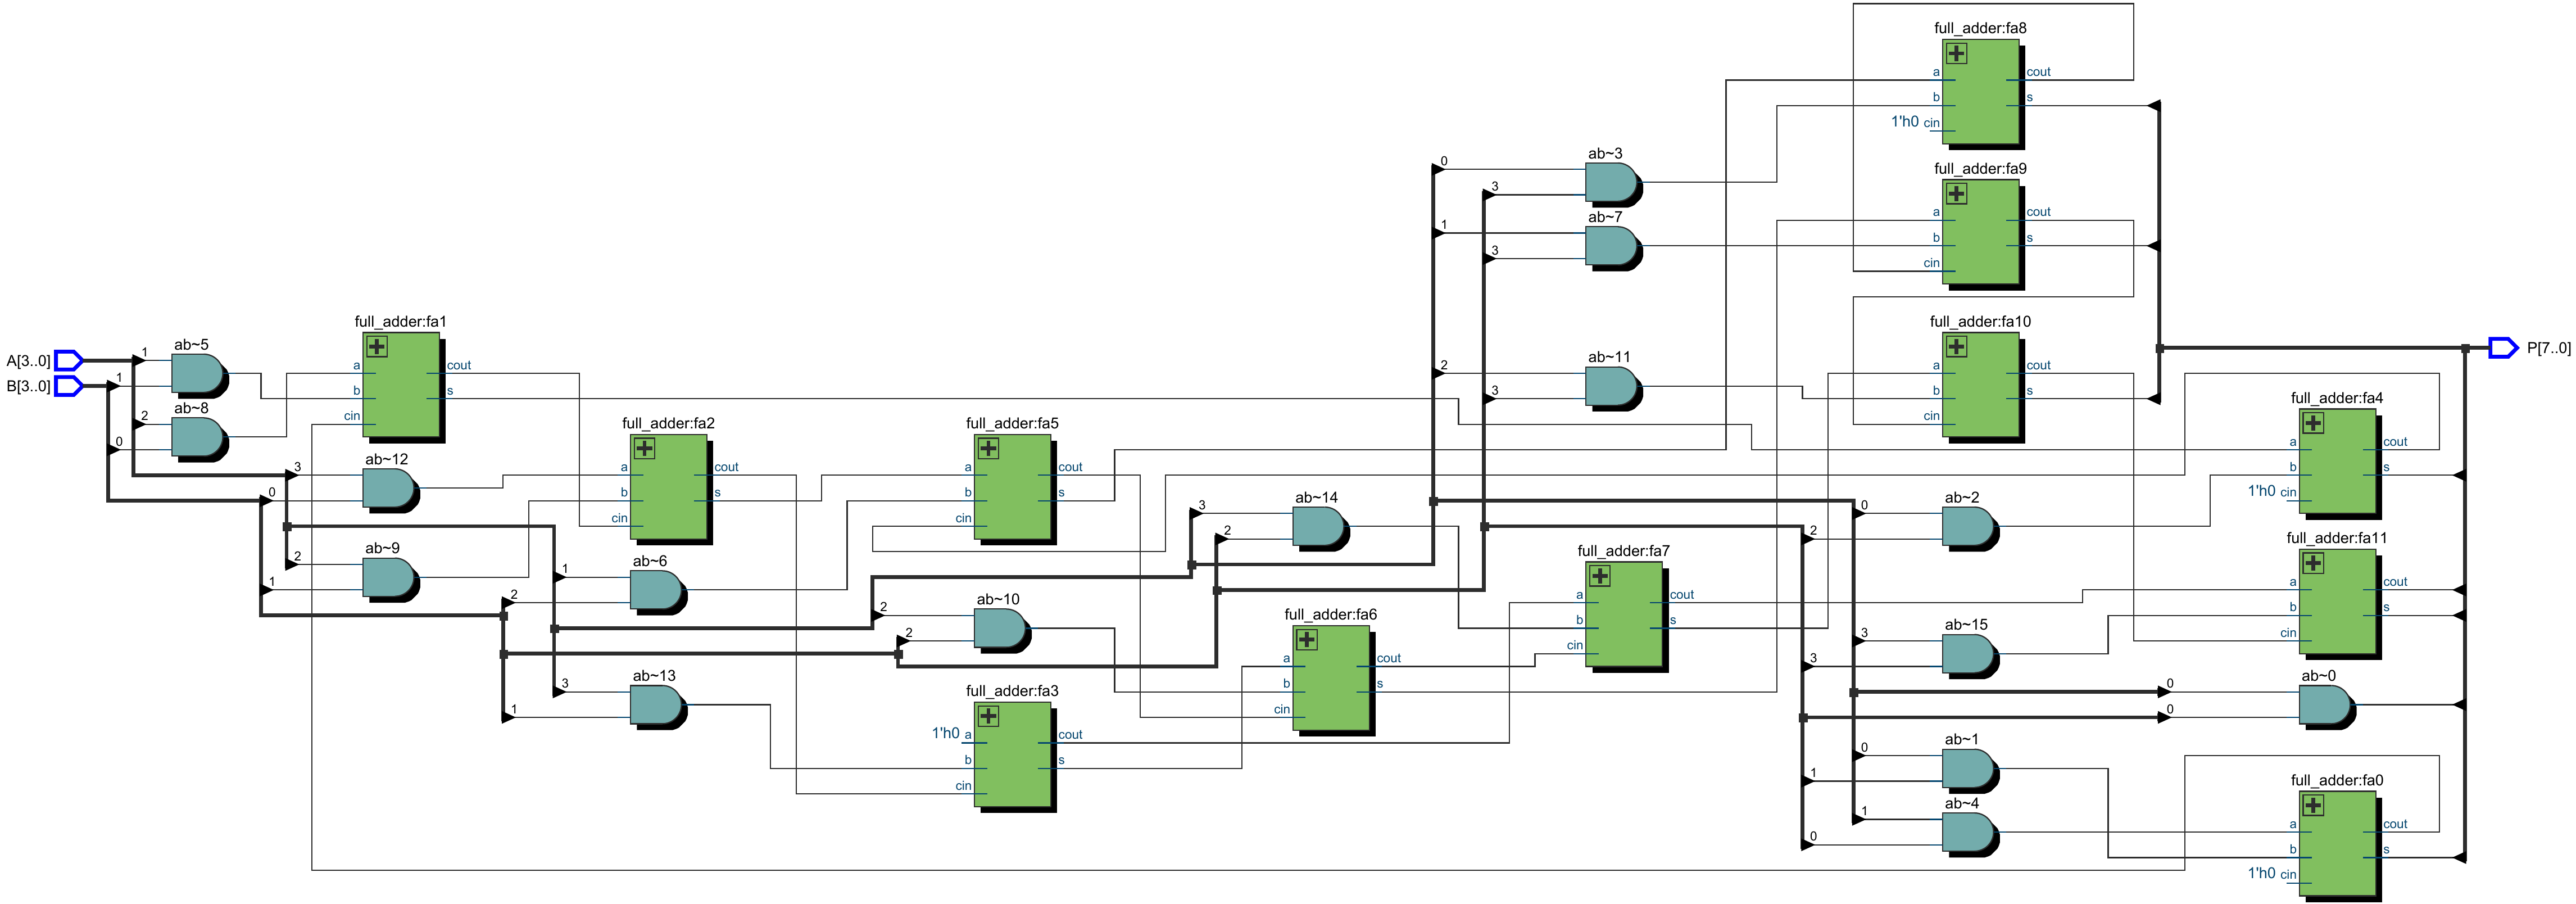 full_adder:fa8
a
cout
b
s
1'h0 cin
ab~3
0
3
full_adder:fa9
a
cout
b
s
cin
ab~7
1
3
full_adder:fa1
a
cout
b
s
cin
full_adder:fa10
a
cout
b
s
cin
A[3..0]
B[3..0]
P[7..0]
ab~5
1
1
ab~8
2
0
ab~11
2
3
full_adder:fa4
a
cout
b
s
1'h0 cin
full_adder:fa2
a
cout
b
s
cin
full_adder:fa5
a
cout
b
s
cin
ab~12
3
0
ab~14
3
2
ab~2
0
2
ab~9
2
1
ab~6
1
2
full_adder:fa7
a
cout
b
s
cin
full_adder:fa11
a
cout
b
s
cin
ab~10
2
2
full_adder:fa6
a
cout
b
s
cin
ab~15
3
3
ab~13
3
1
full_adder:fa3
1'h0 a
cout
b
s
cin
ab~0
0
0
ab~1
0
1
ab~4
1
0
full_adder:fa0
a
cout
b
s
1'h0 cin